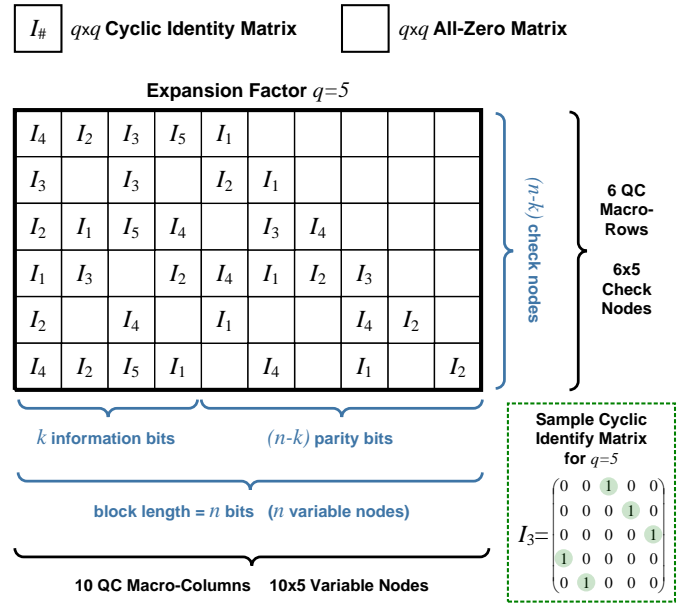 I# q×q Cyclic Identity Matrix q×q All-Zero Matrix
Expansion Factor q=5
I4 I2 I3 I5 I1
I3 I3 I2 I1
I2 I1 I5 I4 I3 I4
I1 I3 I2 I4 I1 I2 I3
I2 I4 I1 I4 I2
I4 I2 I5 I1 I4 I1 I2
(n-k) check nodes
6 QC
Macro-
Rows
6x5
Check
Nodes
k information bits (n-k) parity bits
block length = n bits (n variable nodes)
10 QC Macro-Columns 10x5 Variable Nodes
Sample Cyclic
Identify Matrix
for q=5
0 0 1 0 0
0 0 0 1 0
I3= 0 0 0 0 1
1 0 0 0 0
0 1 0 0 0